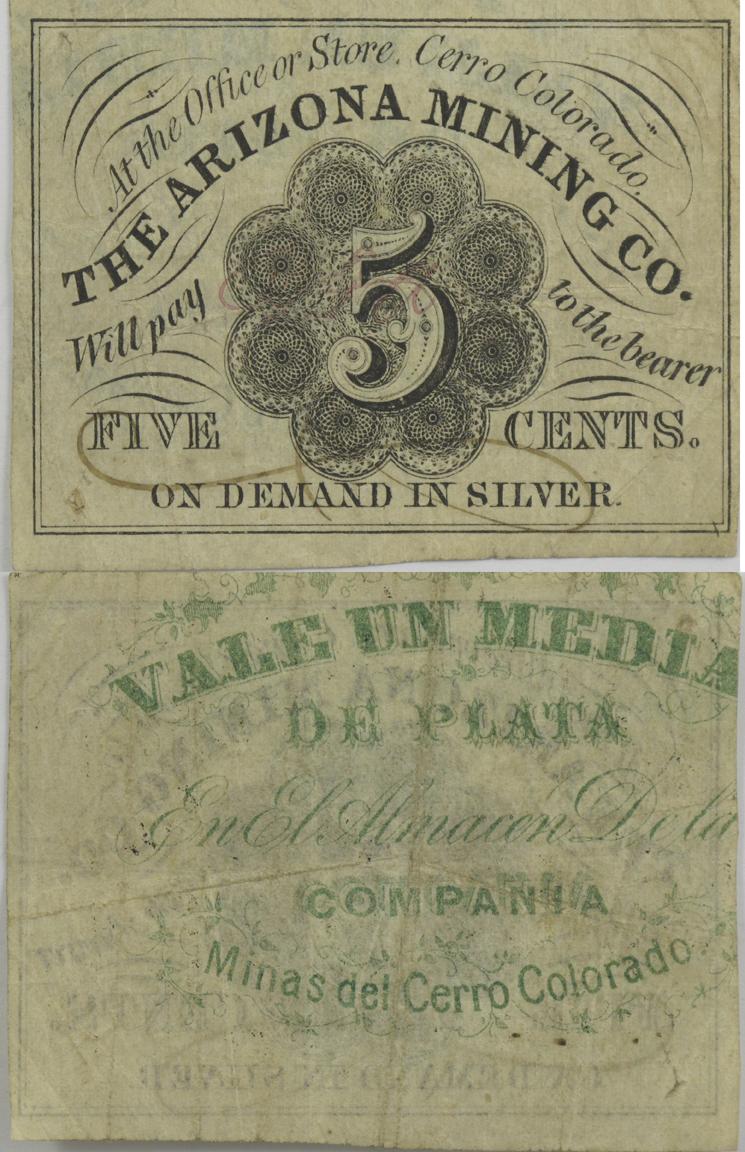 At the Office or Store, Cerro Colorado,
THE ARIZONA MINING CO.
Will pay to the bearer
5
FIVE CENTS.
ON DEMAND IN SILVER.
VALE UN MEDIA
DE PLATA
En El Almacén De la
COMPANIA
Minas del Cerro Colorado.